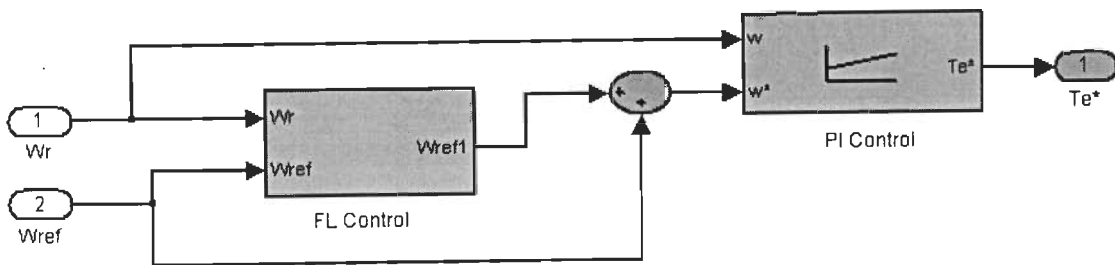 w
w*
Te*
PI Control
1
Te*
1
Wr
Wr
Wref
Wref1
FL Control
+
+
2
Wref